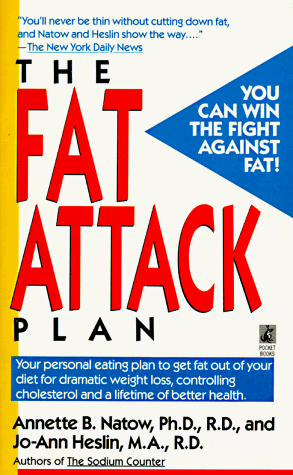 "You'll never be thin without cutting down fat,
and Natow and Heslin show the way...."
—The New York Daily News
THE
FAT
ATTACK
PLAN
YOU
CAN WIN
THE FIGHT
AGAINST
FAT!
POCKET
BOOKS
Your personal eating plan to get fat out of your
diet for dramatic weight loss, controlling
cholesterol and a lifetime of better health.
Annette B. Natow, Ph.D., R.D., and
Jo-Ann Heslin, M.A., R.D.
Authors of The Sodium Counter